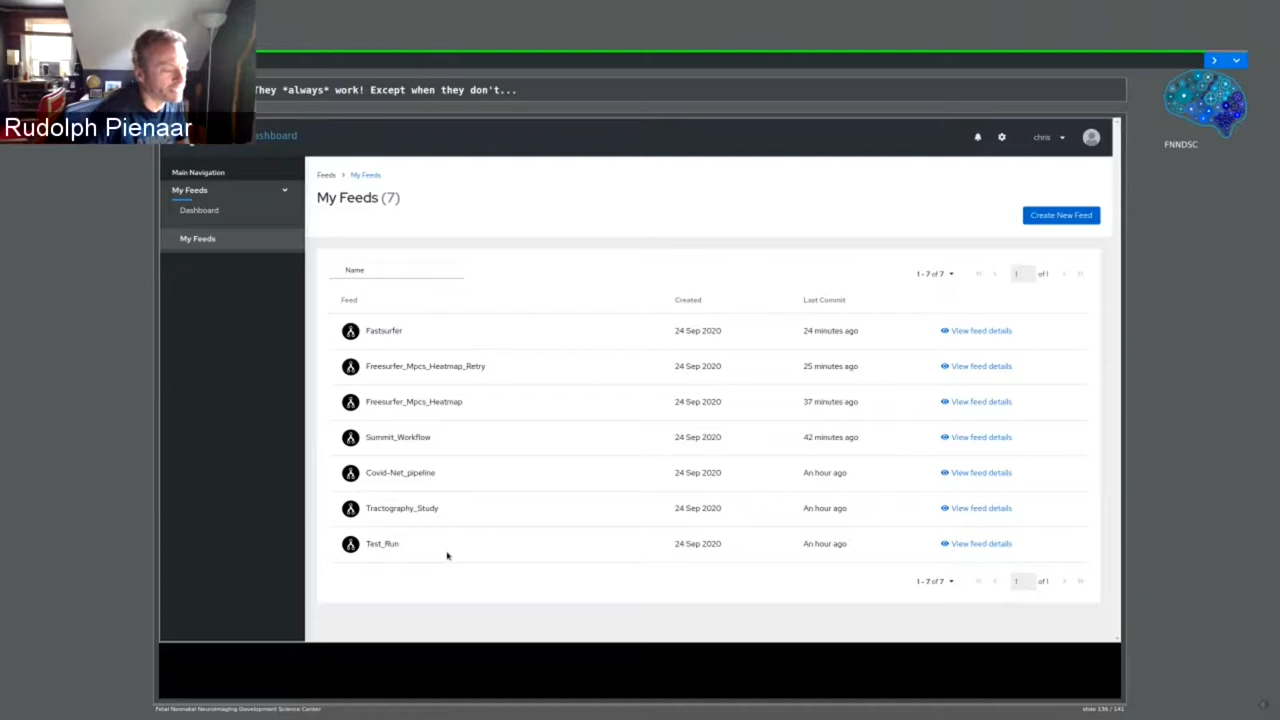 Rudolph Pienaar
They *always* work! Except when they don't...
FNNDSC
ashboard
chris
Main Navigation
My Feeds
Dashboard
My Feeds
Feeds > My Feeds
My Feeds (7)
Create New Feed
Name
1 - 7 of 7
1 of 1
Feed Created Last Commit
Fastsurfer 24 Sep 2020 24 minutes ago View feed details
Freesurfer_Mpcs_Heatmap_Retry 24 Sep 2020 25 minutes ago View feed details
Freesurfer_Mpcs_Heatmap 24 Sep 2020 37 minutes ago View feed details
Summit_Workflow 24 Sep 2020 42 minutes ago View feed details
Covid-Net_pipeline 24 Sep 2020 An hour ago View feed details
Tractography_Study 24 Sep 2020 An hour ago View feed details
Test_Run 24 Sep 2020 An hour ago View feed details
1 - 7 of 7
1 of 1
Fetal Neonatal Neuroimaging Development Science Center
slide 136 / 141